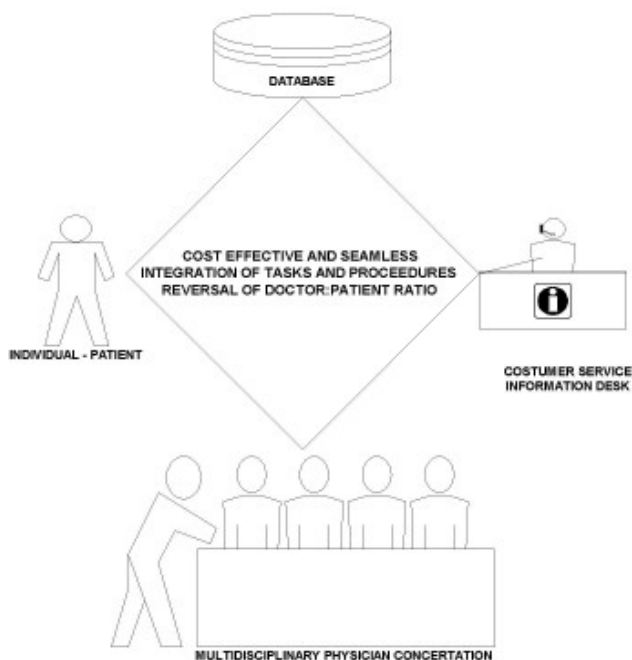 DATABASE
COST EFFECTIVE AND SEAMLESS
INTEGRATION OF TASKS AND PROCEEDURES
REVERSAL OF DOCTOR:PATIENT RATIO
INDIVIDUAL - PATIENT
COSTUMER SERVICE
INFORMATION DESK
MULTIDISCIPLINARY PHYSICIAN CONCERTATION